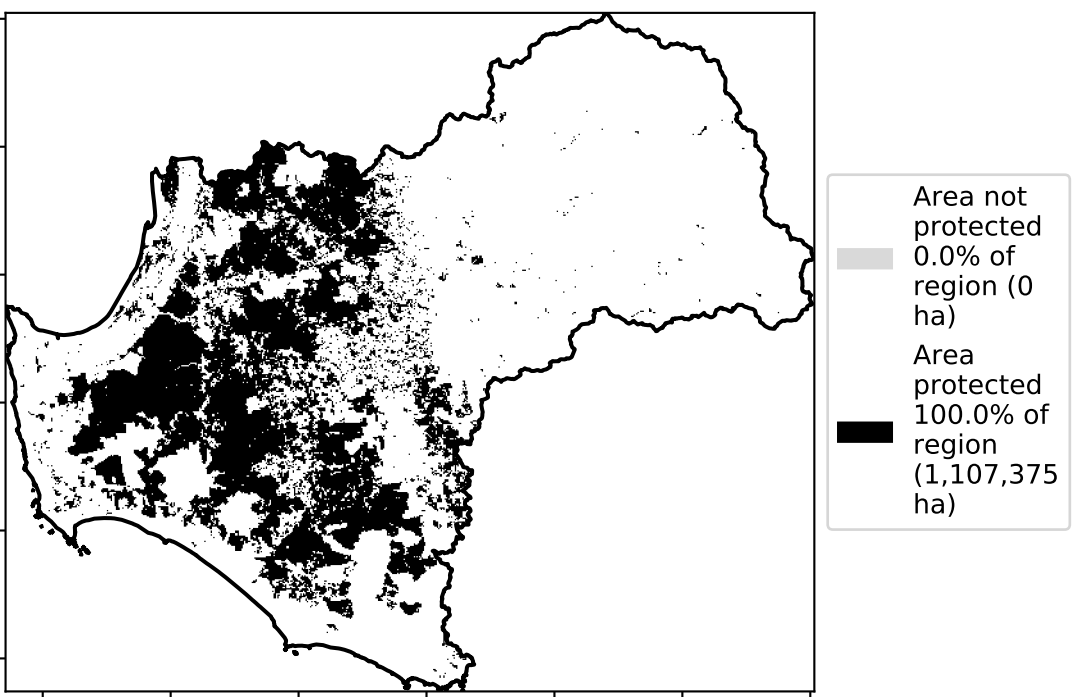 Area not
protected
0.0% of
region (0
ha)
Area
protected
100.0% of
region
(1,107,375
ha)